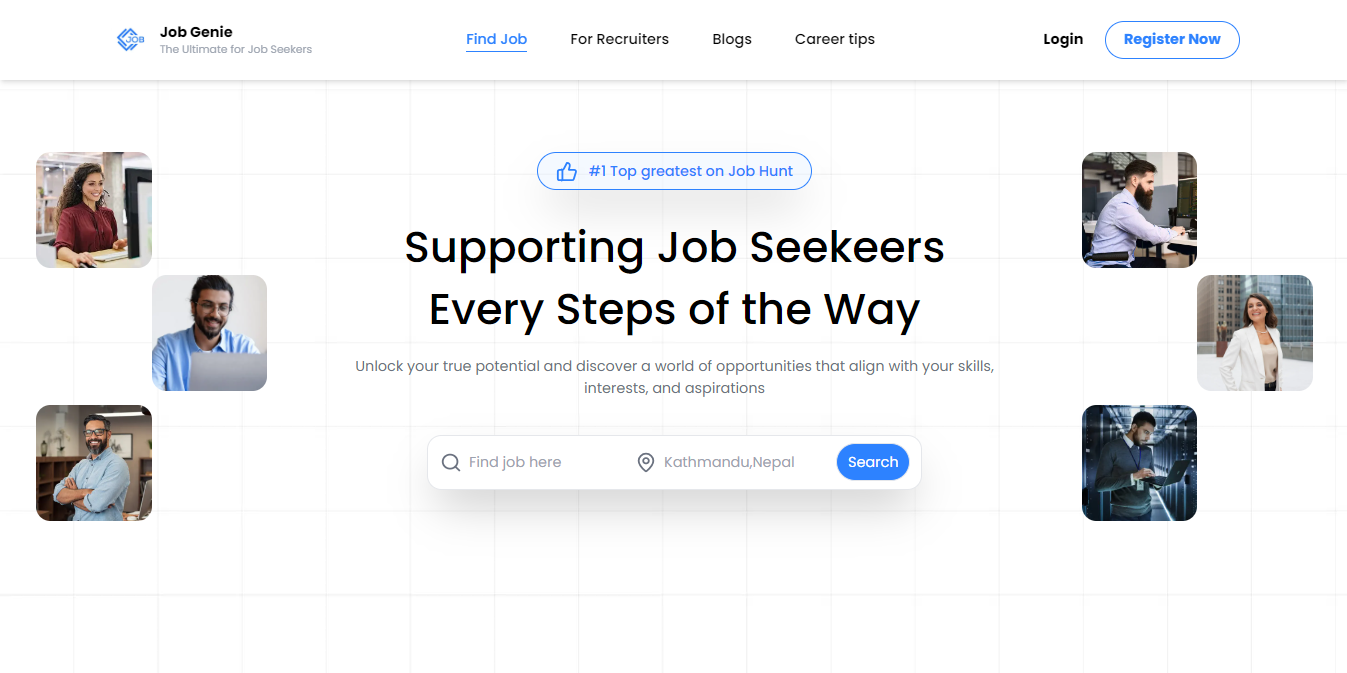 JOB
Job Genie
The Ultimate for Job Seekers
Find Job
For Recruiters
Blogs
Career tips
Login
Register Now
#1 Top greatest on Job Hunt
Supporting Job Seekeers
Every Steps of the Way
Unlock your true potential and discover a world of opportunities that align with your skills,
interests, and aspirations
Find job here
Kathmandu,Nepal
Search